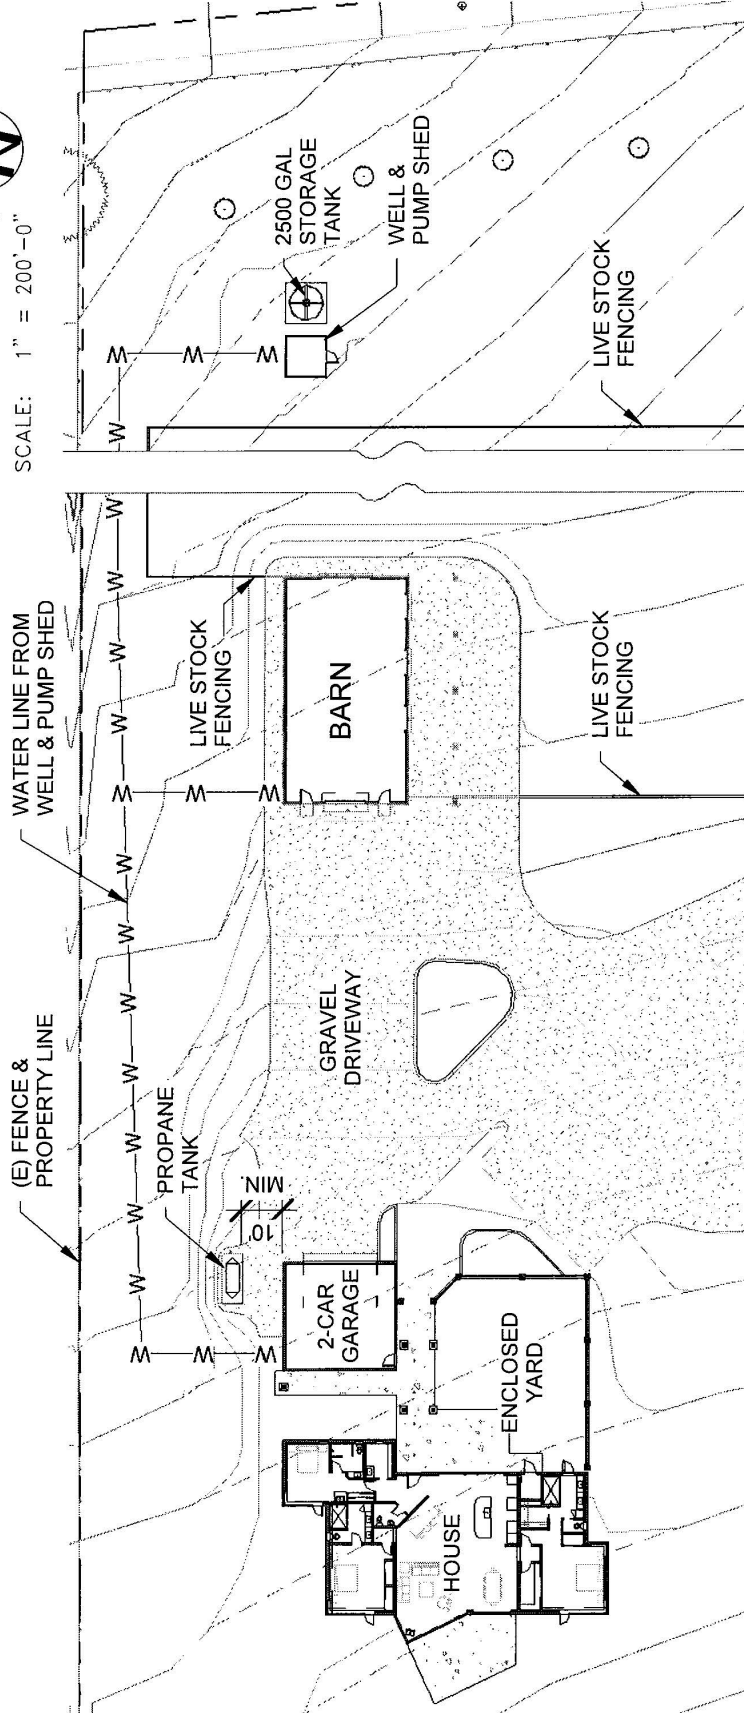 N
SCALE: 1" = 200'-0"
2500 GAL
STORAGE
TANK
WELL &
PUMP SHED
LIVE STOCK
FENCING
W
W
W
W
W
W
W
W
WATER LINE FROM
WELL & PUMP SHED
LIVE STOCK
FENCING
BARN
LIVE STOCK
FENCING
W
W
W
W
W
W
W
W
W
W
W
W
W
W
(E) FENCE &
PROPERTY LINE
PROPANE
TANK
10'
MIN.
GRAVEL
DRIVEWAY
2-CAR
GARAGE
ENCLOSED
YARD
HOUSE